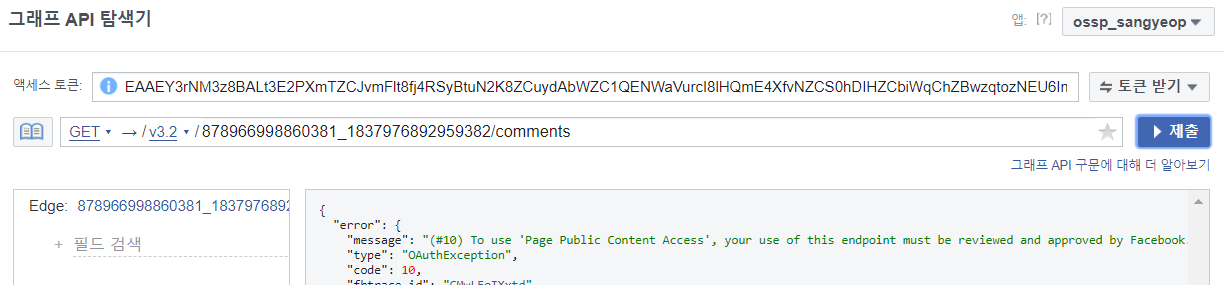 그래프 API 탐색기
앱: [?] ossp_sangyeop
액세스 토큰: EAAEY3rNM3z8BALt3E2PXmTZCJvmFIt8fj4RSyBtuN2K8ZCuydAbWZC1QENWaVurcI8IHQmE4XfvNZCS0hDIHZCbiWqChZBwzqtozNEU6In 토큰 받기
GET → / v3.2 / 878966998860381_1837976892959382/comments 제출
그래프 API 구문에 대해 더 알아보기
Edge: 878966998860381_183797689
+ 필드 검색
{
"error": {
"message": "(#10) To use 'Page Public Content Access', your use of this endpoint must be reviewed and approved by Facebook.
"type": "OAuthException",
"code": 10,